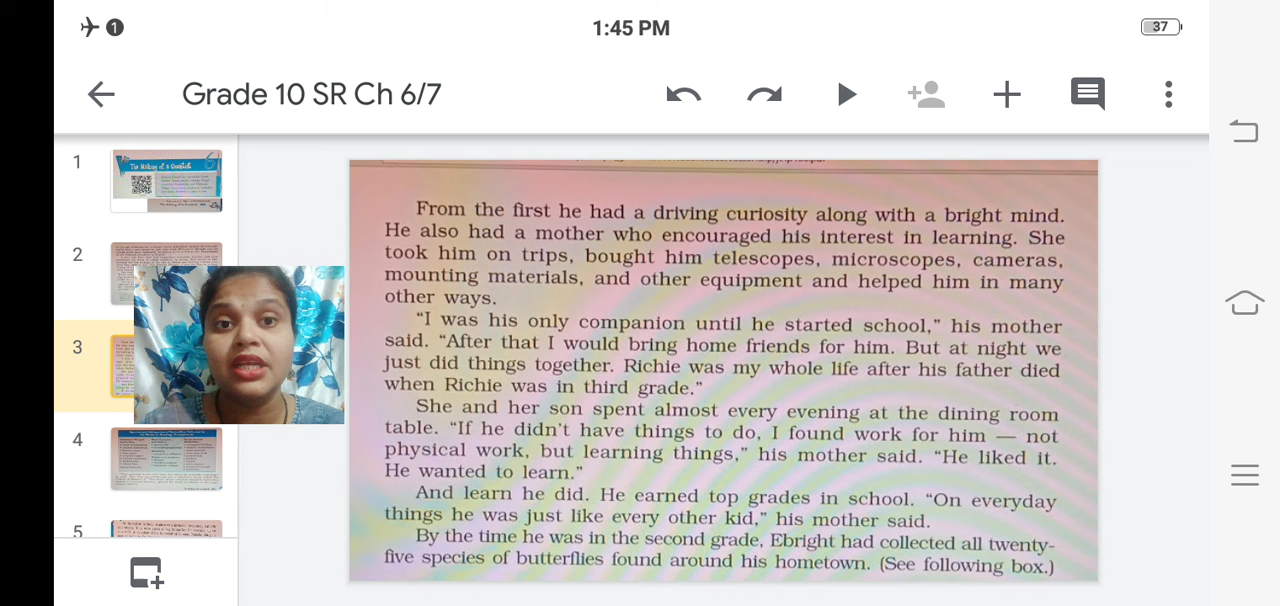 1
1:45 PM
37
Grade 10 SR Ch 6/7
1
The Making of a Scientist
2
3
4
5
From the first he had a driving curiosity along with a bright mind.
He also had a mother who encouraged his interest in learning. She
took him on trips, bought him telescopes, microscopes, cameras,
mounting materials, and other equipment and helped him in many
other ways.
“I was his only companion until he started school,” his mother
said. “After that I would bring home friends for him. But at night we
just did things together. Richie was my whole life after his father died
when Richie was in third grade.”
She and her son spent almost every evening at the dining room
table. “If he didn’t have things to do, I found work for him — not
physical work, but learning things,” his mother said. “He liked it.
He wanted to learn.”
And learn he did. He earned top grades in school. “On everyday
things he was just like every other kid,” his mother said.
By the time he was in the second grade, Ebright had collected all twenty-
five species of butterflies found around his hometown. (See following box.)